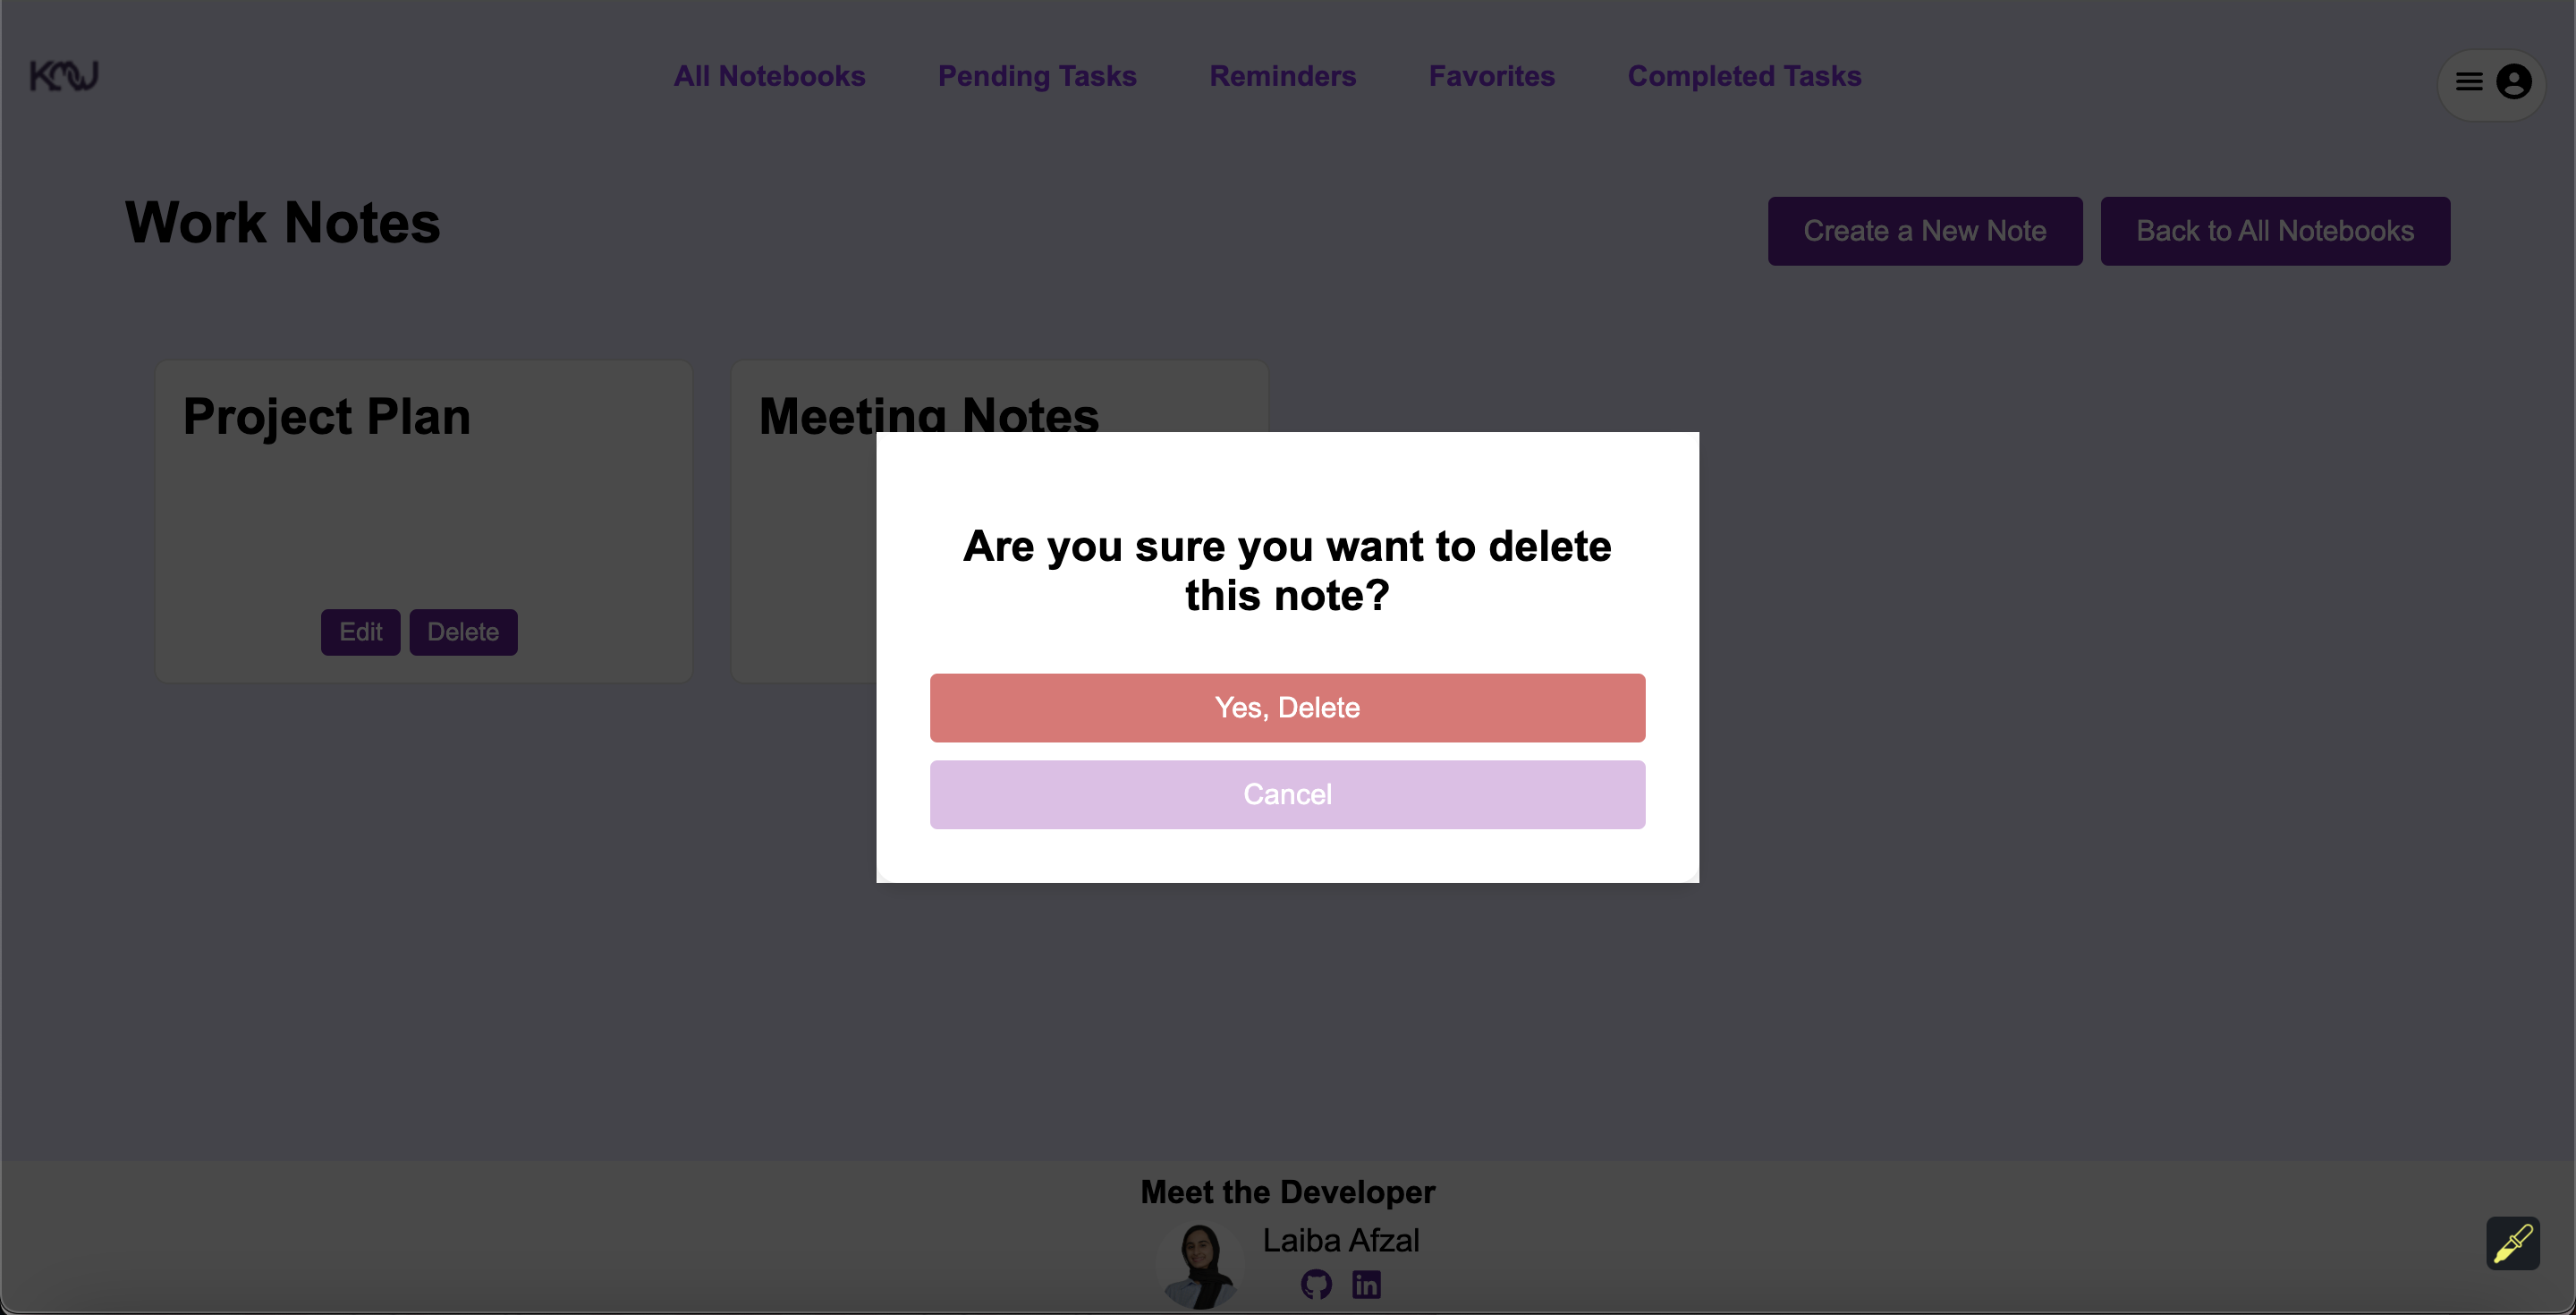 KNW
All Notebooks Pending Tasks Reminders Favorites Completed Tasks
Work Notes
Create a New Note Back to All Notebooks
Project Plan
Meeting Notes
Edit Delete
Are you sure you want to delete
this note?
Yes, Delete
Cancel
Meet the Developer
Laiba Afzal
in